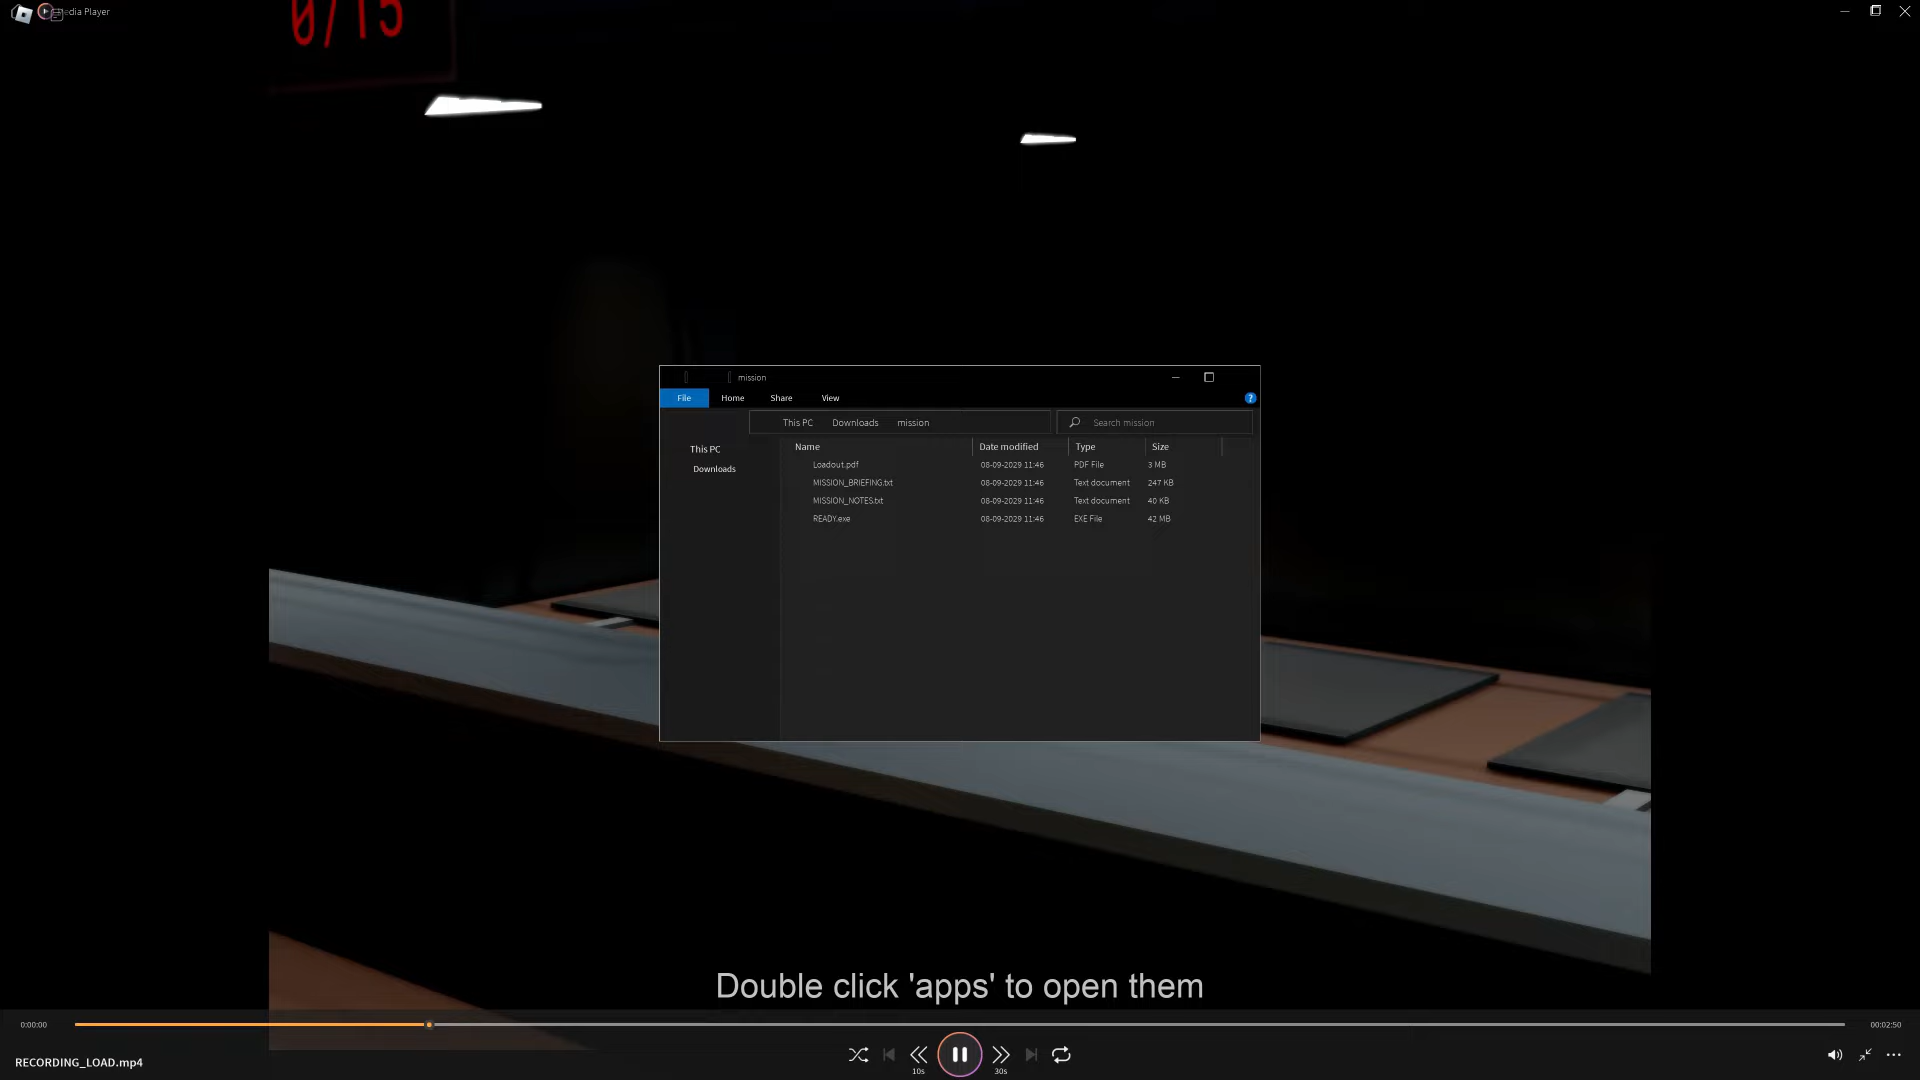 Media Player
0/15
mission
File Home Share View ?
This PC Downloads mission Search mission
This PC
Downloads
Name Date modified Type Size
Loadout.pdf 08-09-2029 11:46 PDF File 3 MB
MISSION_BRIEFING.txt 08-09-2029 11:46 Text document 247 KB
MISSION_NOTES.txt 08-09-2029 11:46 Text document 40 KB
READY.exe 08-09-2029 11:46 EXE File 42 MB
Double click 'apps' to open them
0:00:00 00:02:50
RECORDING_LOAD.mp4
10s 30s